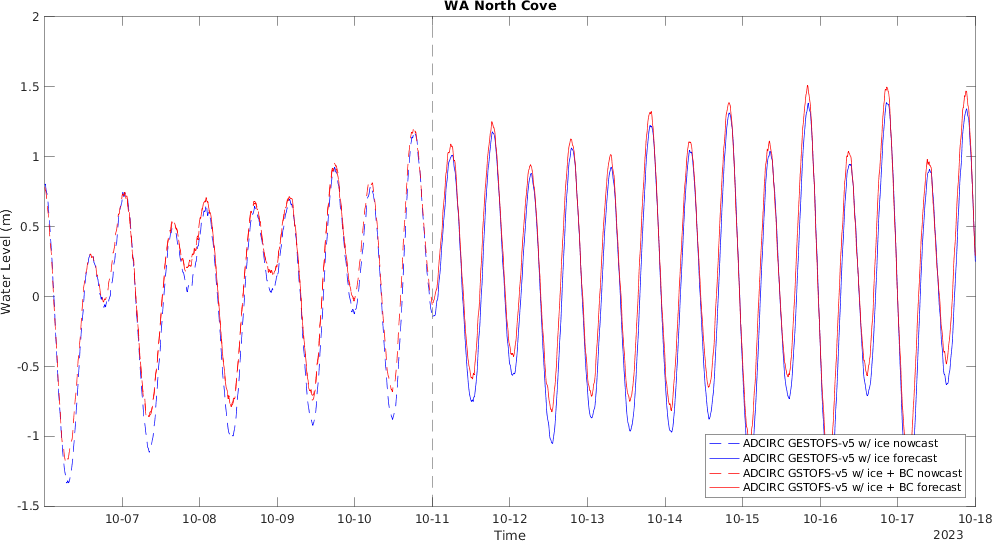 WA North Cove
2
1.5
1
0.5
0
-0.5
-1
-1.5
Water Level (m)
ADCIRC GESTOFS-v5 w/ ice nowcast
ADCIRC GESTOFS-v5 w/ ice forecast
ADCIRC GSTOFS-v5 w/ ice + BC nowcast
ADCIRC GSTOFS-v5 w/ ice + BC forecast
10-07 10-08 10-09 10-10 10-11 10-12 10-13 10-14 10-15 10-16 10-17 10-18
Time
2023